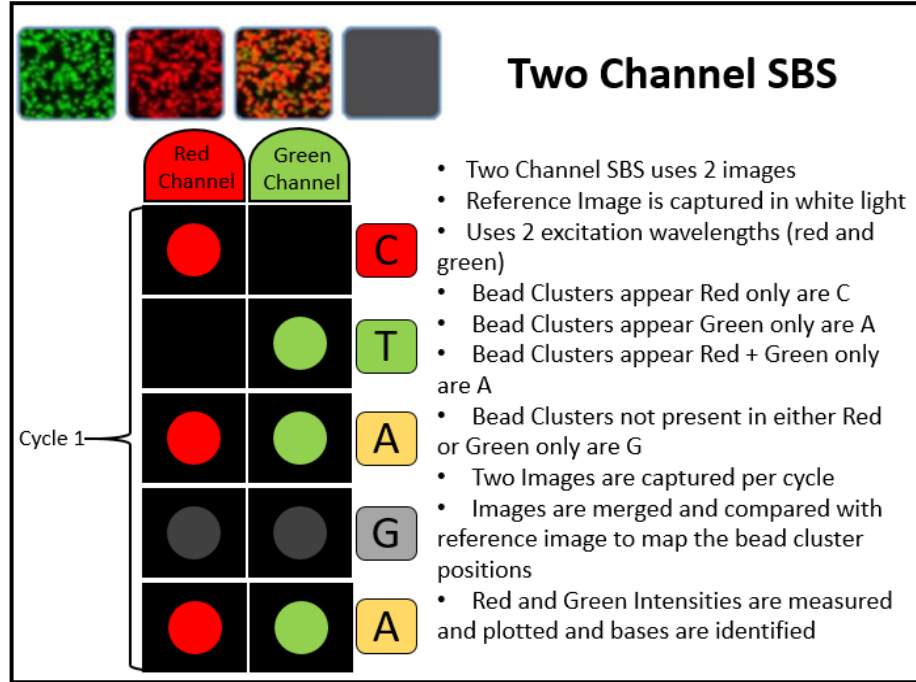 Two Channel SBS
Red
Channel
Green
Channel
C
T
A
G
A
Cycle 1
• Two Channel SBS uses 2 images
• Reference Image is captured in white light
• Uses 2 excitation wavelengths (red and
green)
• Bead Clusters appear Red only are C
• Bead Clusters appear Green only are A
• Bead Clusters appear Red + Green only
are A
• Bead Clusters not present in either Red
or Green only are G
• Two Images are captured per cycle
• Images are merged and compared with
reference image to map the bead cluster
positions
• Red and Green Intensities are measured
and plotted and bases are identified